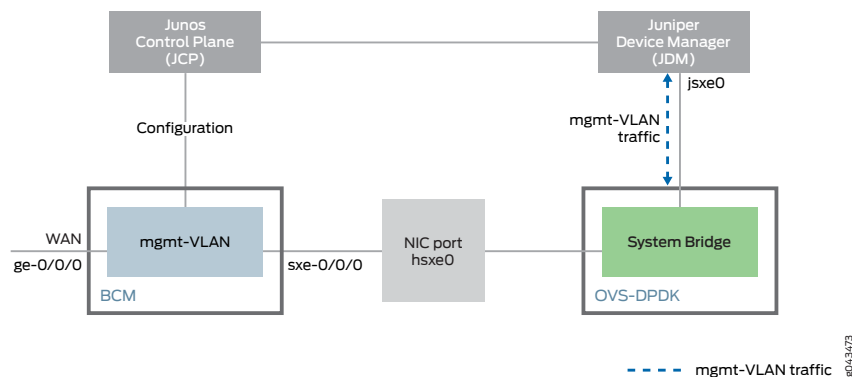 Junos
Control Plane
(JCP)
Juniper
Device Manager
(JDM)
jsxe0
Configuration
mgmt-VLAN
traffic
WAN
ge-0/0/0
mgmt-VLAN
BCM
sxe-0/0/0
NIC port
hsxe0
System Bridge
OVS-DPDK
mgmt-VLAN traffic
g043473